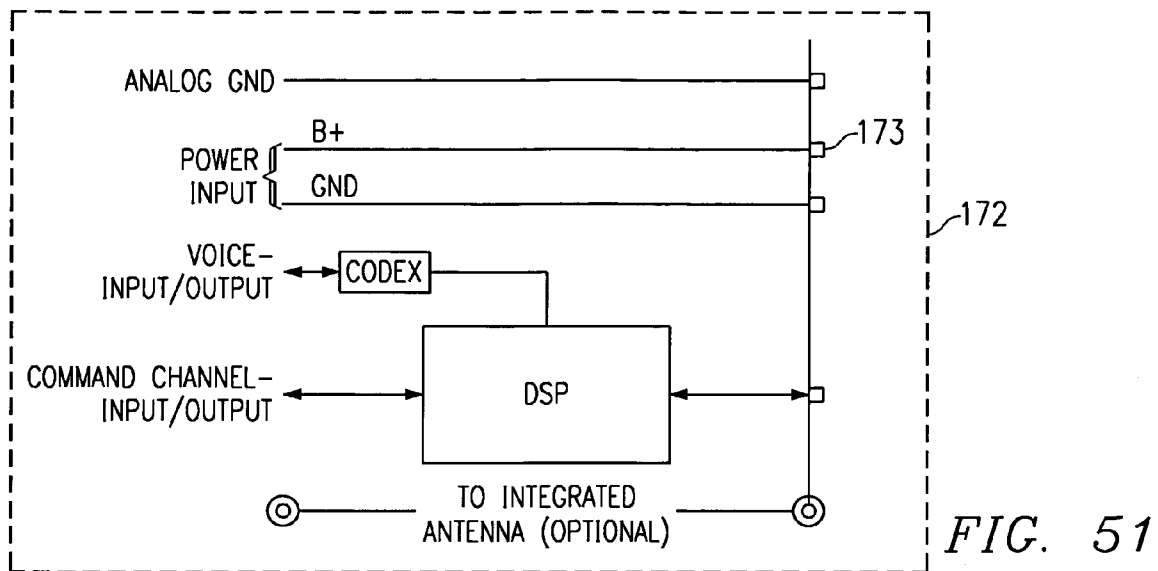 ANALOG GND
B+
173
POWER
INPUT
GND
172
VOICE-
INPUT/OUTPUT
CODEX
COMMAND CHANNEL-
INPUT/OUTPUT
DSP
TO INTEGRATED
ANTENNA (OPTIONAL)
FIG. 51